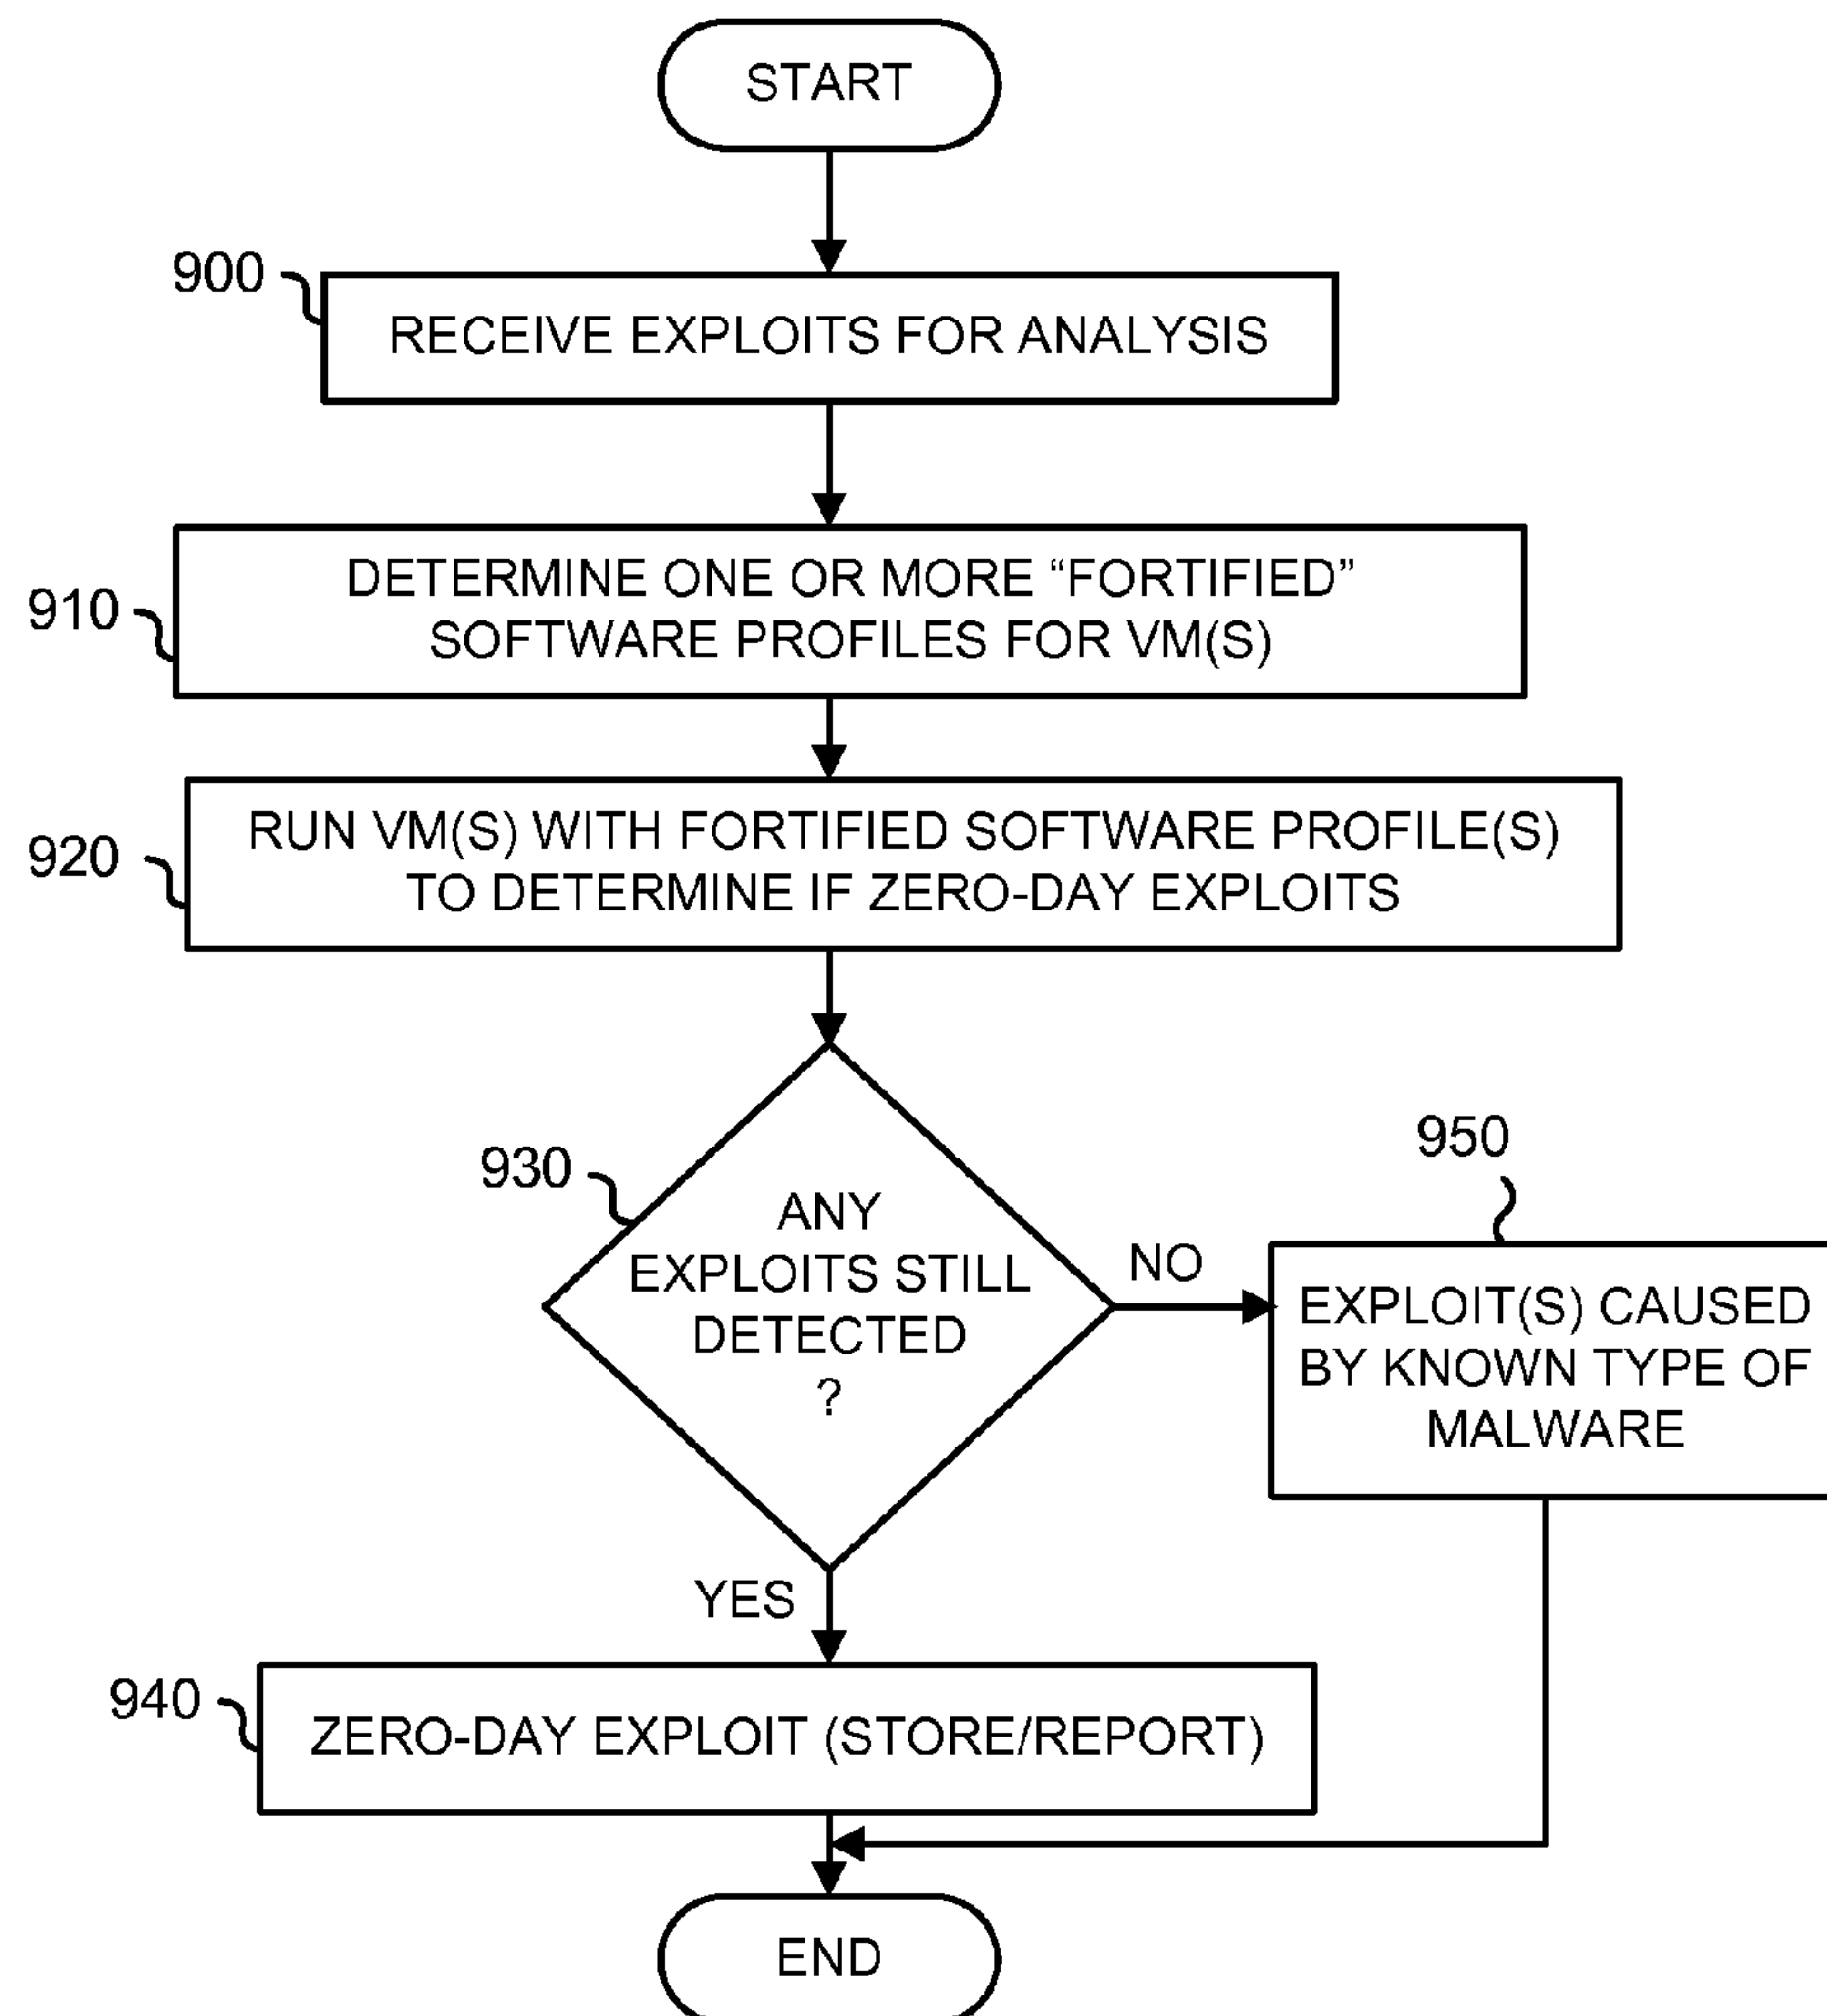 START
900
RECEIVE EXPLOITS FOR ANALYSIS
910
DETERMINE ONE OR MORE “FORTIFIED”
SOFTWARE PROFILES FOR VM(S)
920
RUN VM(S) WITH FORTIFIED SOFTWARE PROFILE(S)
TO DETERMINE IF ZERO-DAY EXPLOITS
930
ANY
EXPLOITS STILL
DETECTED
?
NO
950
EXPLOIT(S) CAUSED
BY KNOWN TYPE OF
MALWARE
YES
940
ZERO-DAY EXPLOIT (STORE/REPORT)
END